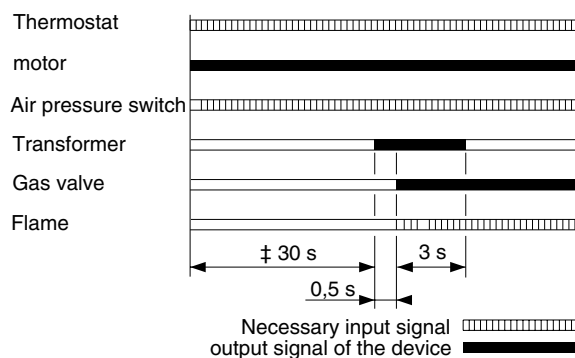 Thermostat
motor
Air pressure switch
Transformer
Gas valve
Flame
‡ 30 s
3 s
0,5 s
Necessary input signal
output signal of the device